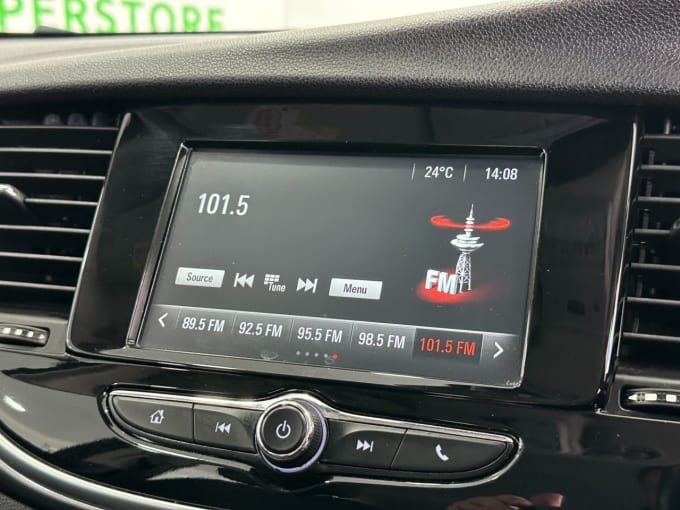 PERSTORE
24°C
14:08
101.5
FM
Source
Tune
Menu
89.5 FM
92.5 FM
95.5 FM
98.5 FM
101.5 FM